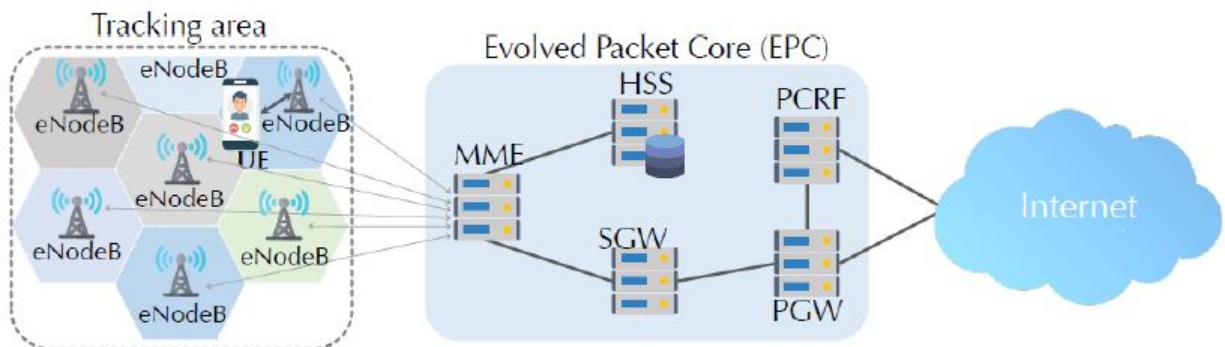 Tracking area
Evolved Packet Core (EPC)
eNodeB
HSS
PCRF
eNodeB
eNodeB
UE
MME
eNodeB
Internet
eNodeB
eNodeB
SGW
eNodeB
PGW